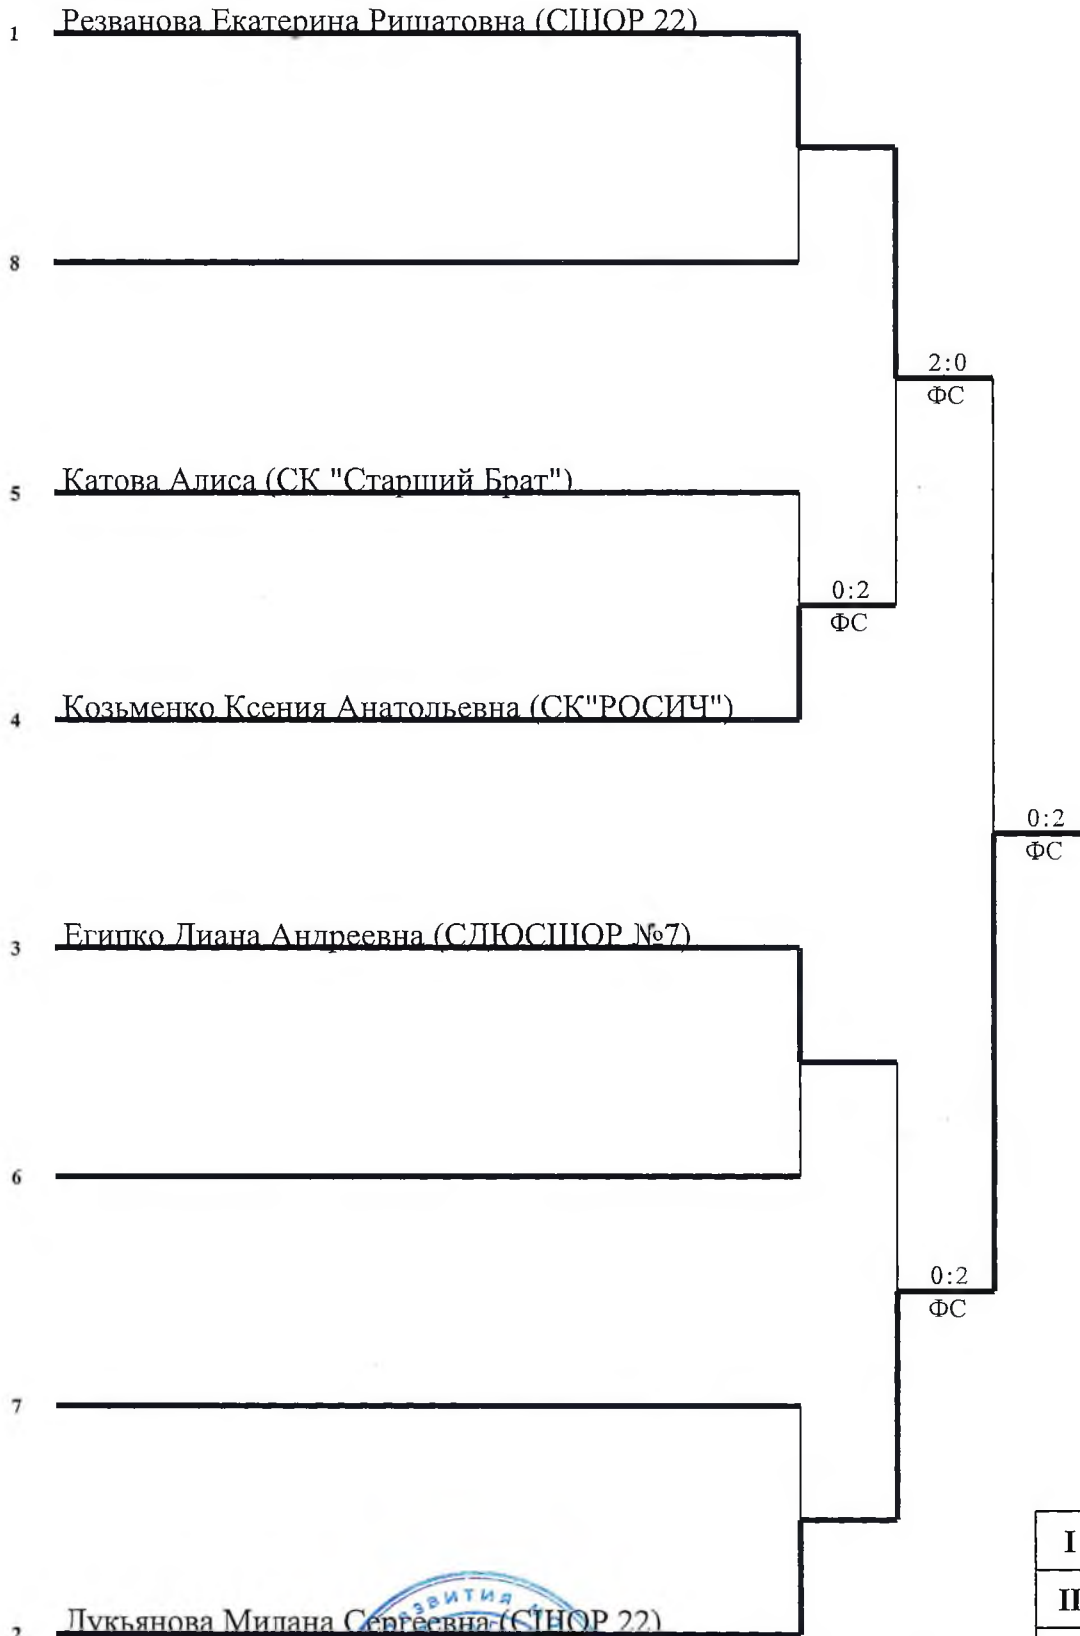 1 Резванова Екатерина Ришатовна (СШОР 22)
8
2:0
ФС
5 Катова Алиса (СК "Старший Брат")
0:2
ФС
4 Козьменко Ксения Анатольевна (СК"РОСИЧ")
0:2
ФС
3 Египко Диана Андреевна (СДЮСШОР №7)
6
0:2
ФС
7
I
II
2 Лукьянова Милана Сергеевна (СШОР 22)